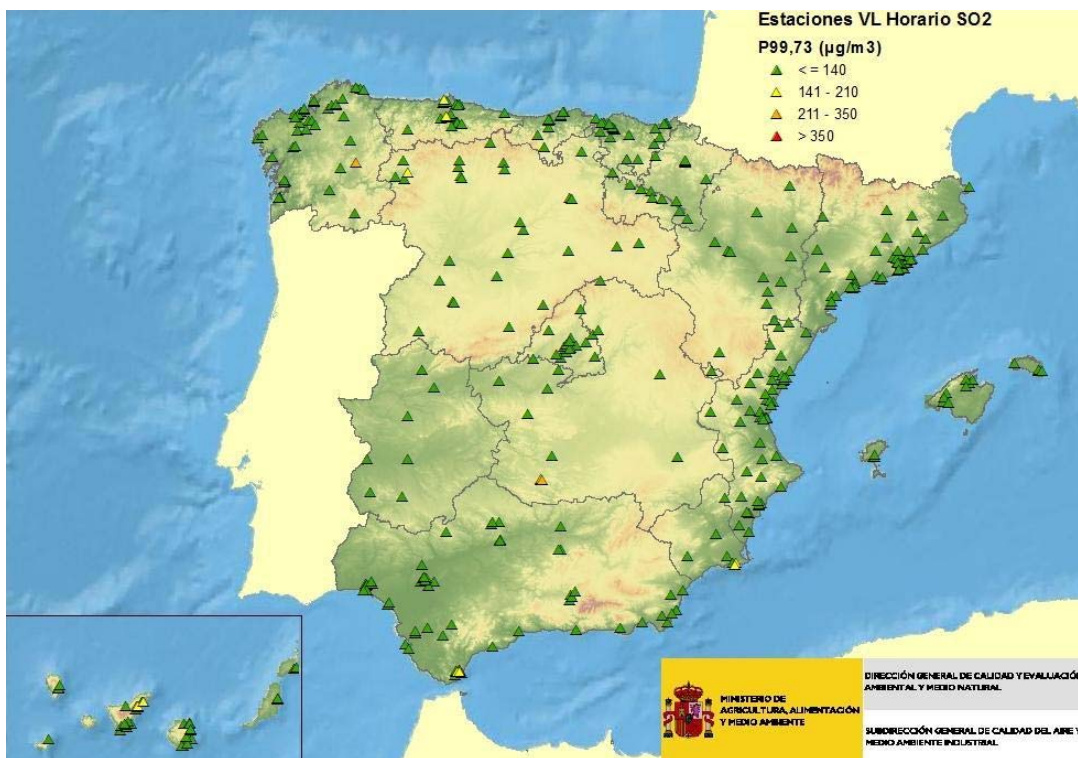 Estaciones VL Horario SO2
P99,73 (µg/m3)
< = 140
141 - 210
211 - 350
> 350
MINISTERIO DE
AGRICULTURA, ALIMENTACIÓN
Y MEDIO AMBIENTE
DIRECCIÓN GENERAL DE CALIDAD Y EVALUACIÓN
AMBIENTAL Y MEDIO NATURAL
SUBDIRECCIÓN GENERAL DE CALIDAD DEL AIRE Y
MEDIO AMBIENTE INDUSTRIAL